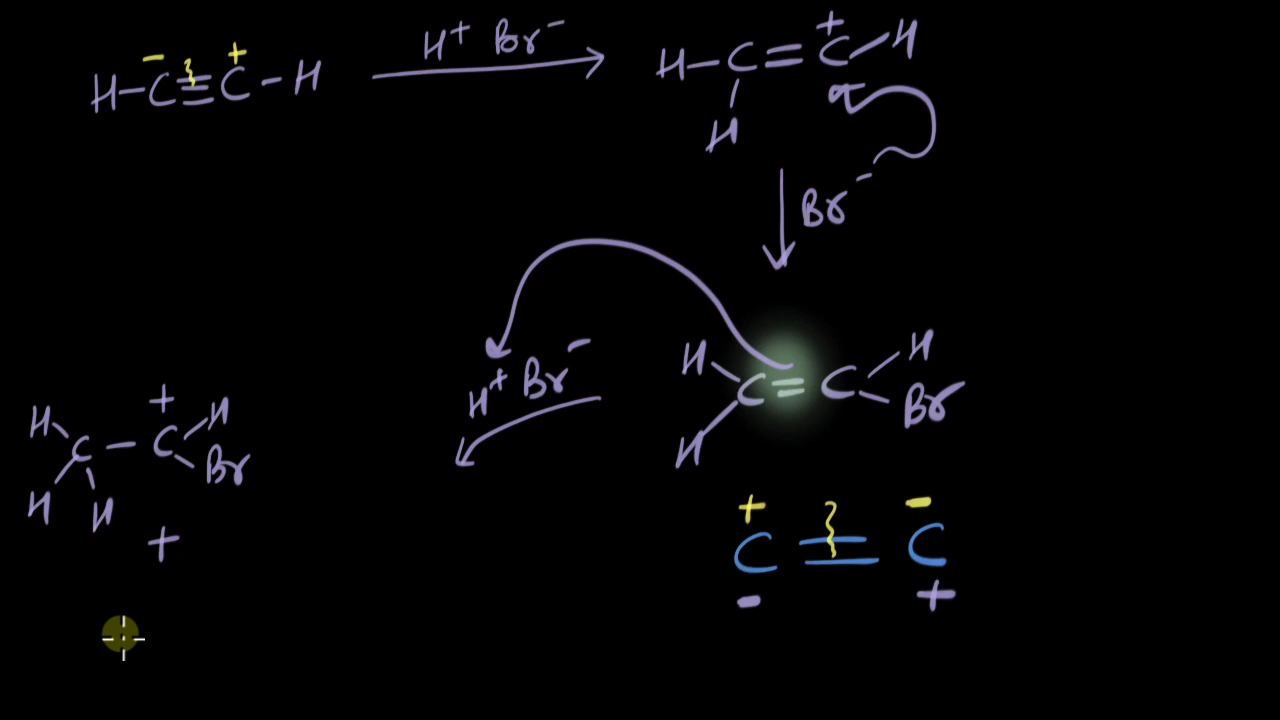 H–C≡C–H
− +
H⁺ Br⁻
H–C=C–H
+
H
Br⁻
H C=C H
H Br
H⁺ Br⁻
H C–C H
+
H H Br
+
+ −
C=C
− +